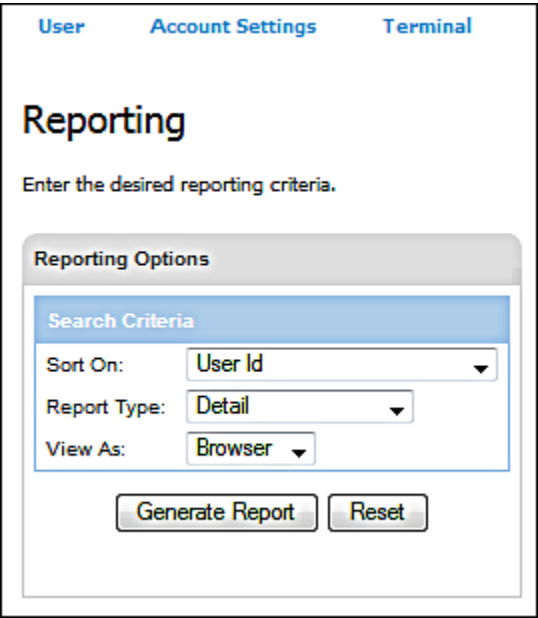 User Account Settings Terminal
Reporting
Enter the desired reporting criteria.
Reporting Options
Search Criteria
Sort On: User Id
Report Type: Detail
View As: Browser
Generate Report Reset